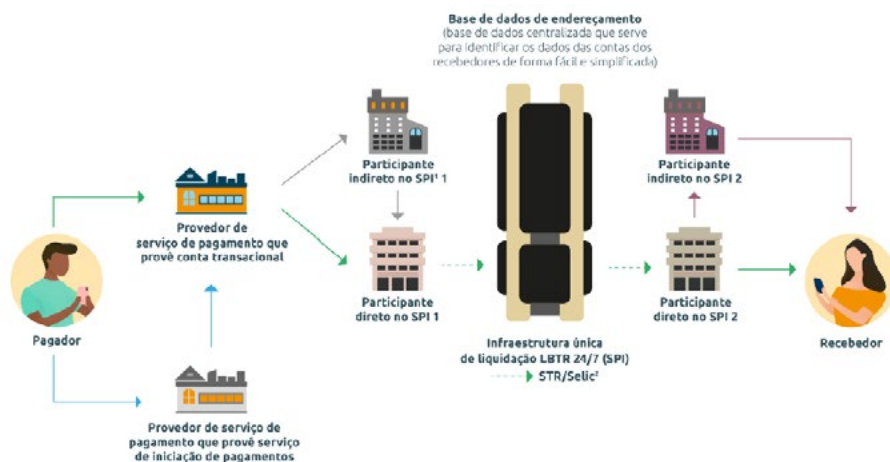 Base de dados de endereçamento
(base de dados centralizada que serve
para identificar os dados das contas dos
recebedores de forma fácil e simplificada)
Participante
indireto no SPI¹ 1
Participante
indireto no SPI 2
Provedor de
serviço de pagamento que
provê conta transacional
Participante
direto no SPI 1
Participante
direto no SPI 2
Pagador
Recebedor
Infraestrutura única
de liquidação LBTR 24/7 (SPI)
STR/Selic²
Provedor de serviço de
pagamento que provê serviço
de iniciação de pagamentos